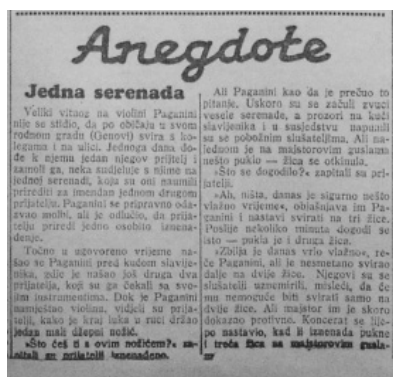 Anegdote
Jedna serenada
Veliki virtuoz na violini Paganini
nije se stidio, da po običaju u svom
rodnom gradu (Genovi) svira s ko-
legama i na ulici. Jednoga dana do-
đe k njemu jedan njegov prijatelj i
zamoli ga, neka sudjeluje s njime na
jednoj serenadi, koju su oni naumili
prirediti za imendan jednom drugom
prijatelju. Paganini se pripravno oda-
zvao molbi, ali je odlučio, da prija-
telju priredi jedno osobito iznena-
đenje.
Točno u ugovoreno vrijeme na-
šao se Paganini pred kućom slavlje-
nika, gdje je našao još druga dva
prijatelja, koji su ga čekali sa svo-
jim instrumentima. Dok je Paganini
namještao violinu, vidjeli su prija-
telji, kako je kraj luka u ruci držao
jedan mali džepni nožić.
»Što ćeš ti s ovim nožićem?« za-
pitali su prijatelji iznenađeno.
Ali Paganini kao da je prečuo to
pitanje. Uskoro su se začuli zvuci
vesele serenade, a prozori na kući
slavljenika i u susjedstvu napunili
su se pobožnim slušateljima. Ali na-
jednom je na majstorovim guslama
nešto puklo — žica se otkinula.
»Što se dogodilo?« zapitali su pri-
jatelji.
»Ah, ništa, danas je sigurno nešto
vlažno vrijeme«, objašnjava im Pa-
ganini i nastavi svirati na tri žice.
Poslije nekoliko minuta dogodi se
isto — pukla je i druga žica.
»Zbilja je danas vrlo vlažno«, re-
če Paganini, ali je nesmetano svirao
dalje na dvije žice. Njegovi su se
slušatelji uznemirili, misleći, da će
mu nemoguće biti svirati samo na
dvije žice. Ali majstor im je skoro
dokazao protivno. Koncerat se lije-
po nastavio, kad li iznenada pukne
i treća žica na majstorovim gusla-